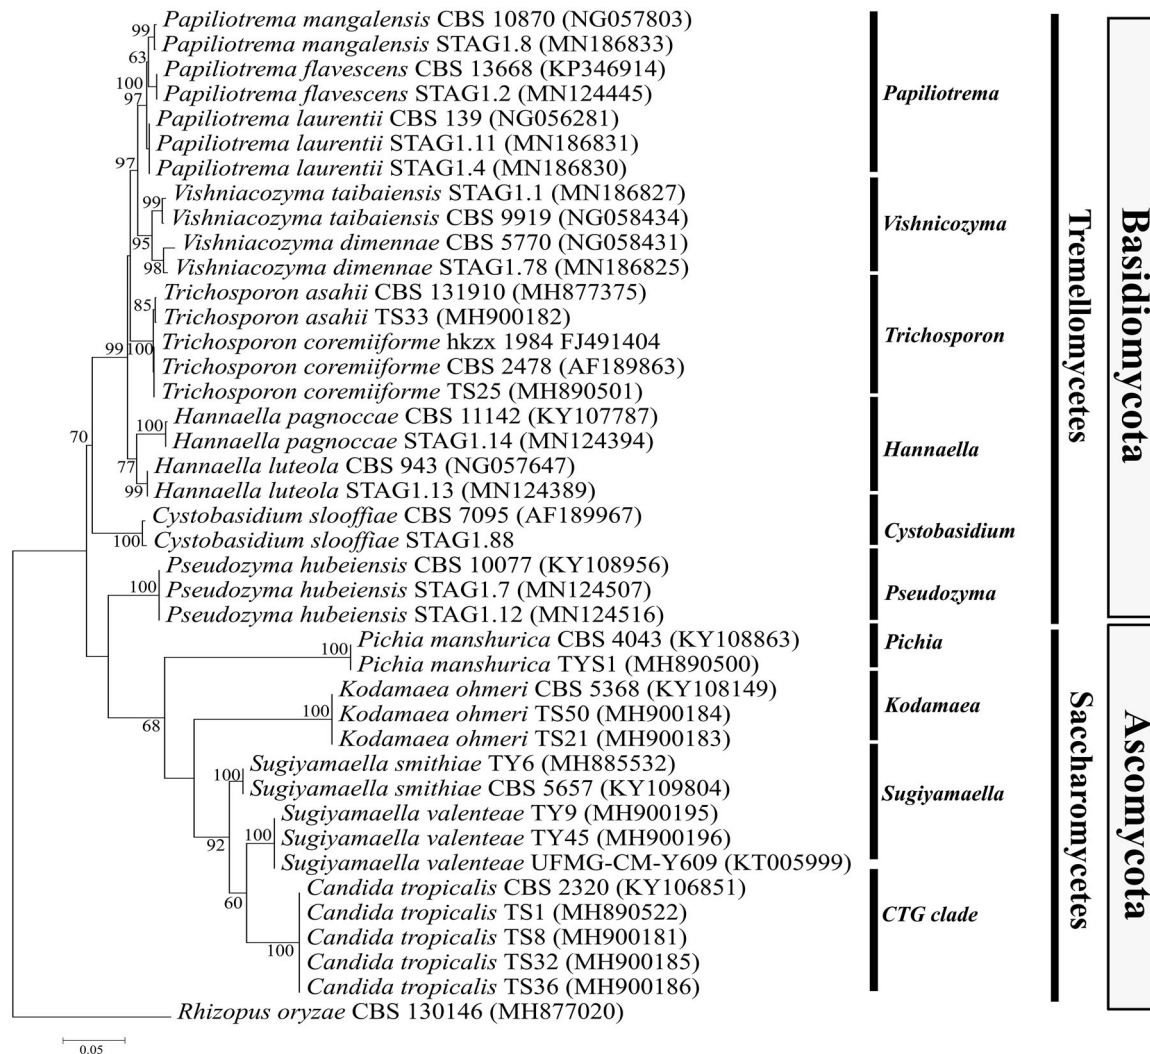 Papiliotrema mangalensis CBS 10870 (NG057803)
Papiliotrema mangalensis STAG1.8 (MN186833)
Papiliotrema flavescens CBS 13668 (KP346914)
Papiliotrema flavescens STAG1.2 (MN124445)
Papiliotrema laurentii CBS 139 (NG056281)
Papiliotrema laurentii STAG1.11 (MN186831)
Papiliotrema laurentii STAG1.4 (MN186830)
Vishniacozyma taibaiensis STAG1.1 (MN186827)
Vishniacozyma taibaiensis CBS 9919 (NG058434)
Vishniacozyma dimennae CBS 5770 (NG058431)
Vishniacozyma dimennae STAG1.78 (MN186825)
Trichosporon asahii CBS 131910 (MH877375)
Trichosporon asahii TS33 (MH900182)
Trichosporon coremiiforme hkzx 1984 FJ491404
Trichosporon coremiiforme CBS 2478 (AF189863)
Trichosporon coremiiforme TS25 (MH890501)
Hannaella pagnoccae CBS 11142 (KY107787)
Hannaella pagnoccae STAG1.14 (MN124394)
Hannaella luteola CBS 943 (NG057647)
Hannaella luteola STAG1.13 (MN124389)
Cystobasidium slooffiae CBS 7095 (AF189967)
Cystobasidium slooffiae STAG1.88
Pseudozyma hubeiensis CBS 10077 (KY108956)
Pseudozyma hubeiensis STAG1.7 (MN124507)
Pseudozyma hubeiensis STAG1.12 (MN124516)
Pichia manshurica CBS 4043 (KY108863)
Pichia manshurica TYS1 (MH890500)
Kodamaea ohmeri CBS 5368 (KY108149)
Kodamaea ohmeri TS50 (MH900184)
Kodamaea ohmeri TS21 (MH900183)
Sugiyamaella smithiae TY6 (MH885532)
Sugiyamaella smithiae CBS 5657 (KY109804)
Sugiyamaella valenteae TY9 (MH900195)
Sugiyamaella valenteae TY45 (MH900196)
Sugiyamaella valenteae UFMG-CM-Y609 (KT005999)
Candida tropicalis CBS 2320 (KY106851)
Candida tropicalis TS1 (MH890522)
Candida tropicalis TS8 (MH900181)
Candida tropicalis TS32 (MH900185)
Candida tropicalis TS36 (MH900186)
Rhizopus oryzae CBS 130146 (MH877020)
99
63
100
97
97
99
95
98
85
99
100
100
70
77
99
100
100
100
68
100
100
92
100
60
100
0.05
Papiliotrema
Vishnicozyma
Trichosporon
Hannaella
Cystobasidium
Pseudozyma
Pichia
Kodamaea
Sugiyamaella
CTG clade
Tremellomycetes
Saccharomycetes
Basidiomycota
Ascomycota